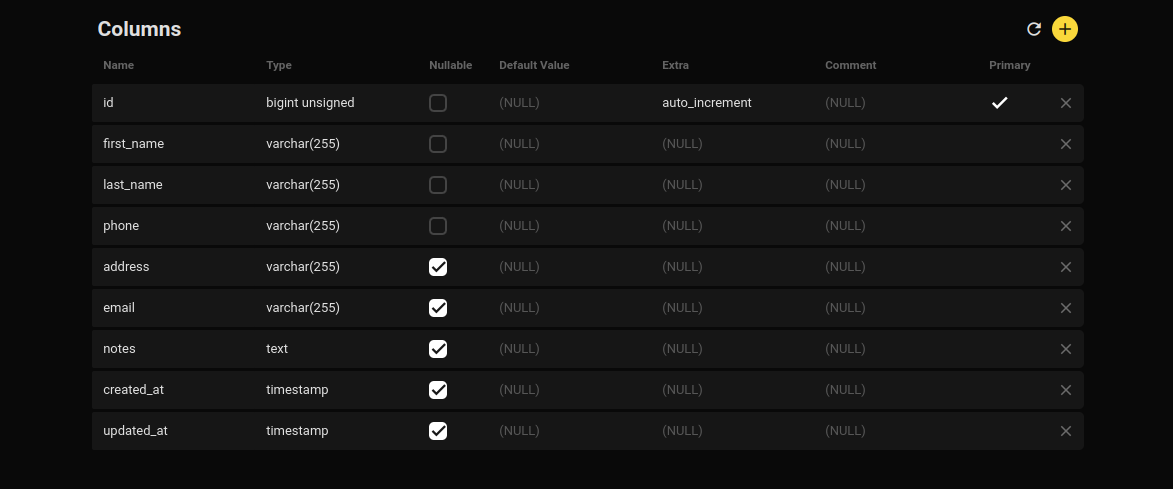 Columns
Name Type Nullable Default Value Extra Comment Primary
id bigint unsigned (NULL) auto_increment (NULL)
first_name varchar(255) (NULL) (NULL) (NULL)
last_name varchar(255) (NULL) (NULL) (NULL)
phone varchar(255) (NULL) (NULL) (NULL)
address varchar(255) (NULL) (NULL) (NULL)
email varchar(255) (NULL) (NULL) (NULL)
notes text (NULL) (NULL) (NULL)
created_at timestamp (NULL) (NULL) (NULL)
updated_at timestamp (NULL) (NULL) (NULL)